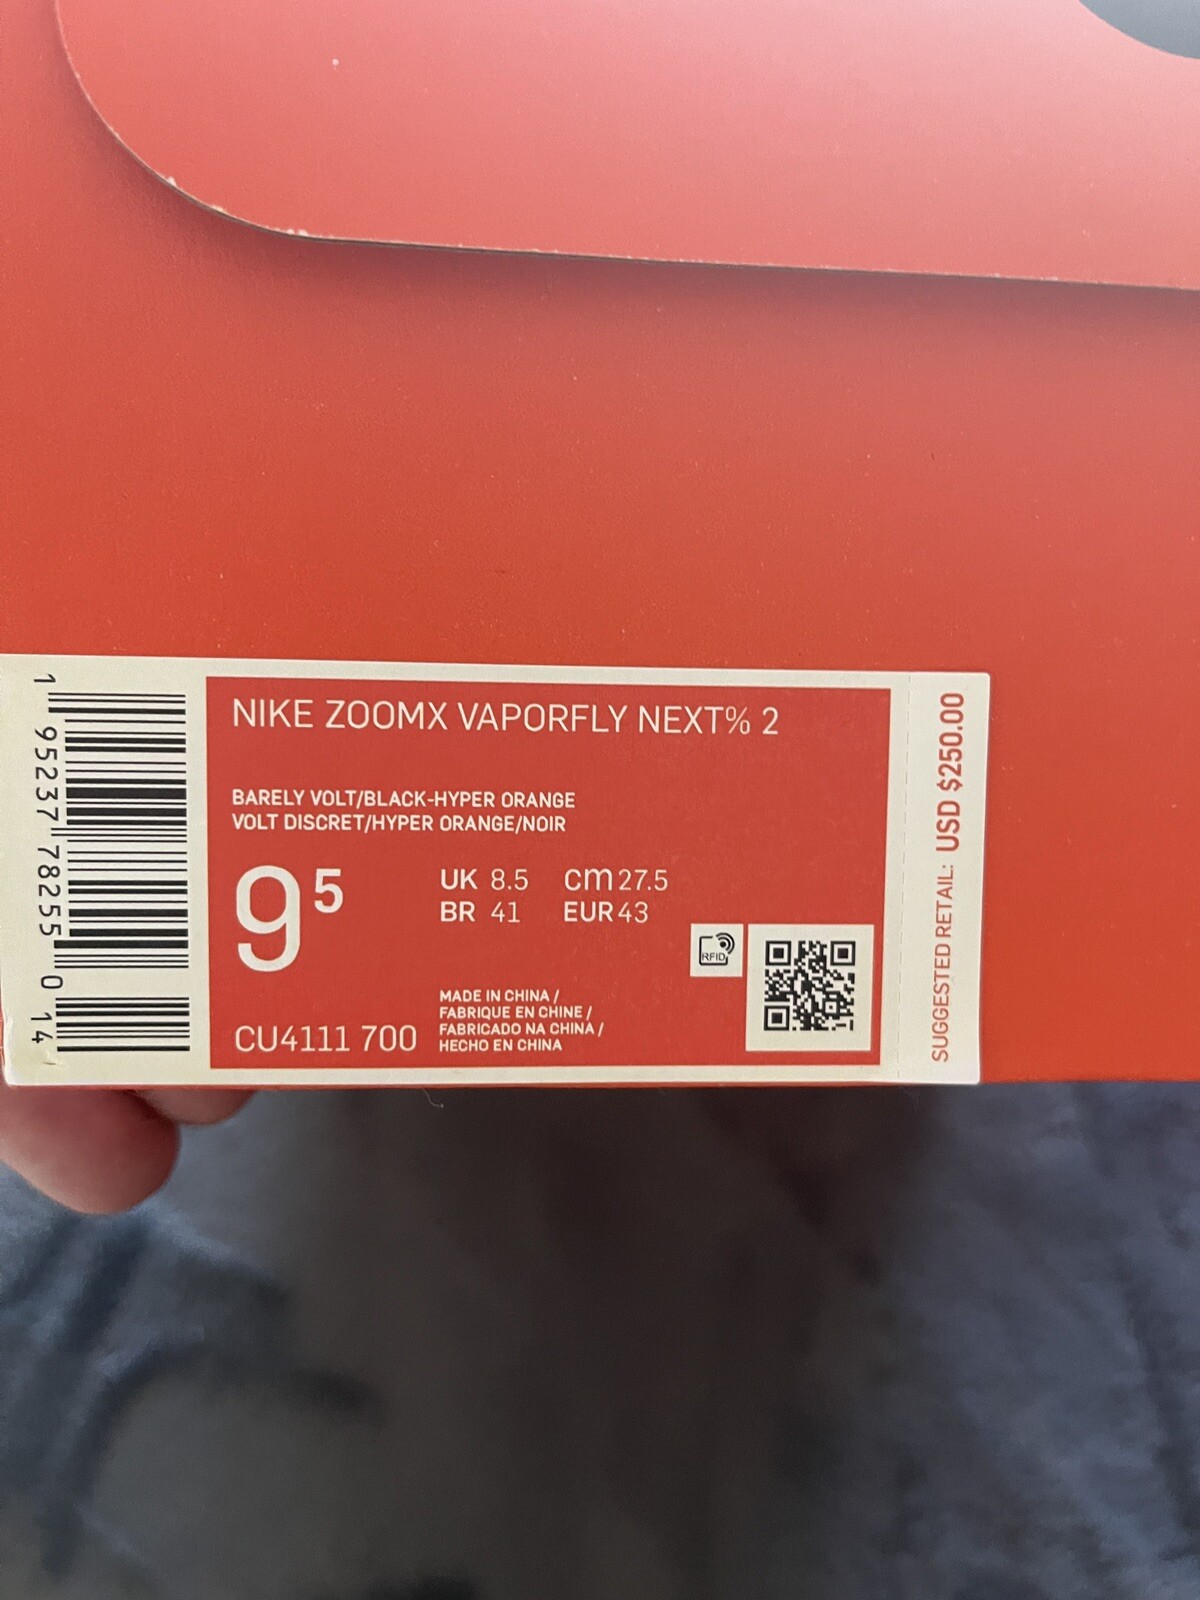 NIKE ZOOMX VAPORFLY NEXT% 2
BARELY VOLT/BLACK-HYPER ORANGE
VOLT DISCRET/HYPER ORANGE/NOIR
9 5
UK 8.5 cm 27.5
BR 41 EUR 43
RFID
MADE IN CHINA /
FABRIQUE EN CHINE /
FABRICADO NA CHINA /
HECHO EN CHINA
CU4111 700
1 95237 78255 0 14
SUGGESTED RETAIL: USD $250.00